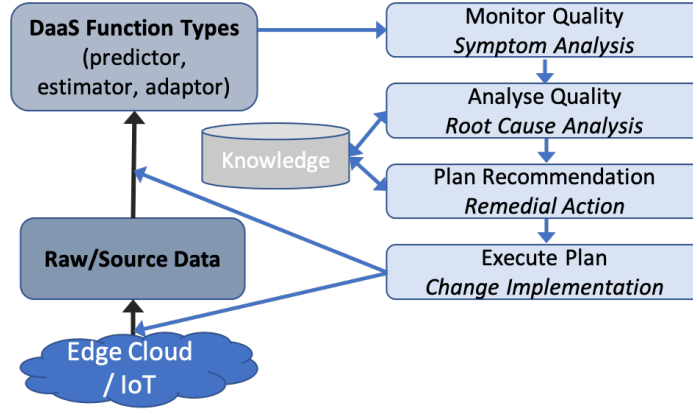 DaaS Function Types
(predictor,
estimator, adaptor)
Monitor Quality
Symptom Analysis
Analyse Quality
Root Cause Analysis
Knowledge
Plan Recommendation
Remedial Action
Raw/Source Data
Execute Plan
Change Implementation
Edge Cloud
/ IoT